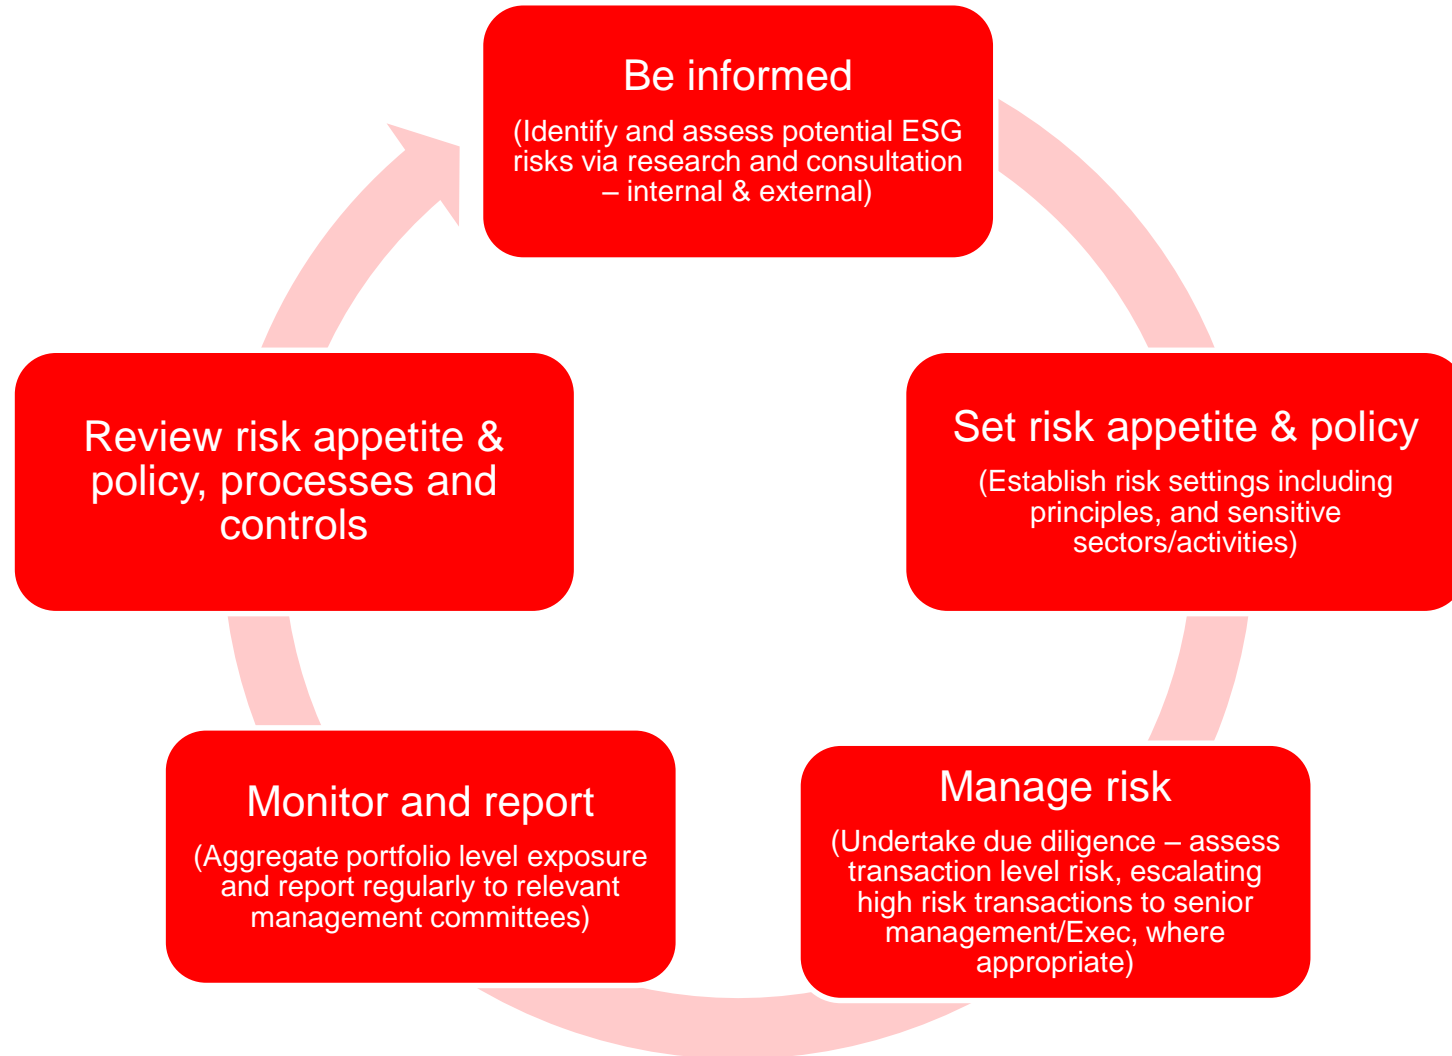 Be informed
(Identify and assess potential ESG
risks via research and consultation
– internal & external)
Set risk appetite & policy
(Establish risk settings including
principles, and sensitive
sectors/activities)
Manage risk
(Undertake due diligence – assess
transaction level risk, escalating
high risk transactions to senior
management/Exec, where
appropriate)
Monitor and report
(Aggregate portfolio level exposure
and report regularly to relevant
management committees)
Review risk appetite &
policy, processes and
controls